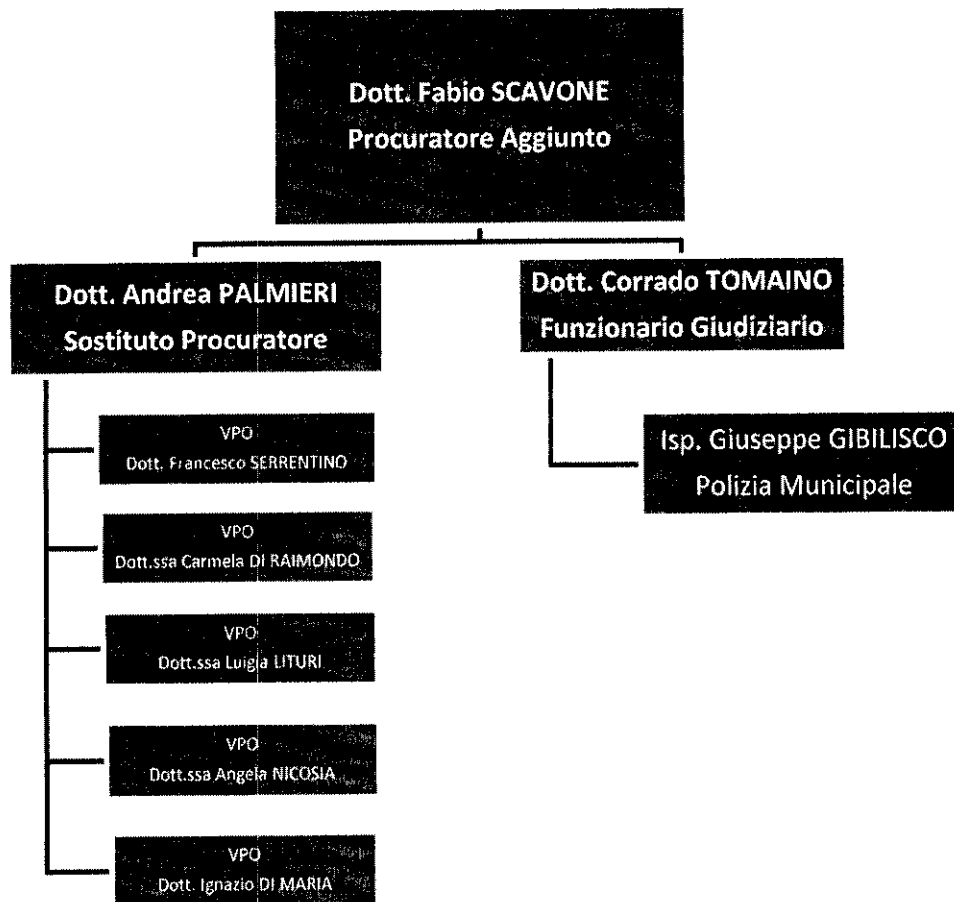 Dott. Fabio SCAVONE
Procuratore Aggiunto
Dott. Andrea PALMIERI
Sostituto Procuratore
Dott. Corrado TOMAINO
Funzionario Giudiziario
VPO
Dott. Francesco SERRENTINO
Isp. Giuseppe GIBILISCO
Polizia Municipale
VPO
Dott.ssa Carmela DI RAIMONDO
VPO
Dott.ssa Luigia LITURI
VPO
Dott.ssa Angela NICOSIA
VPO
Dott. Ignazio DI MARIA